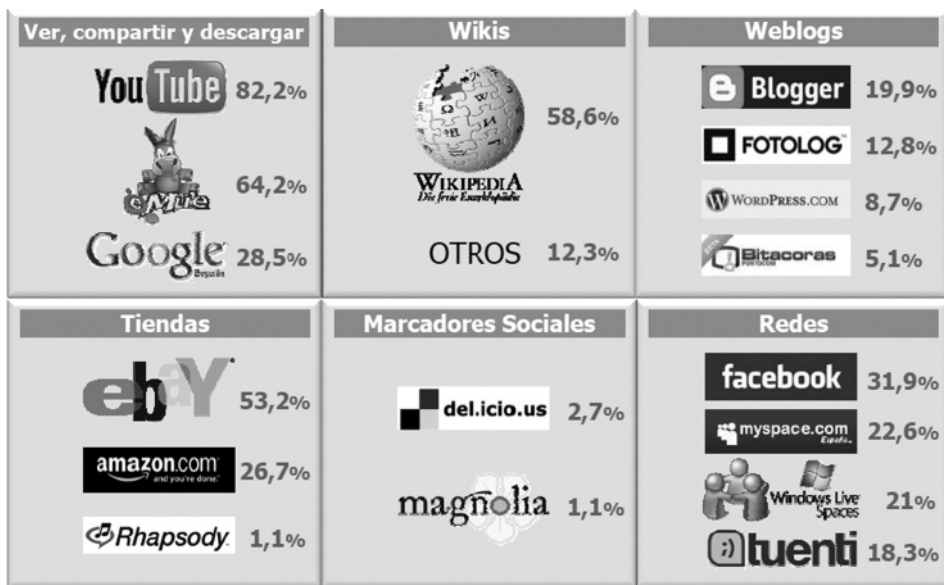 Ver, compartir y descargar
You Tube 82,2%
eMule 64,2%
Google 28,5%
Wikis
58,6%
WIKIPEDIA
Die freie Enzyklopädie
OTROS 12,3%
Weblogs
Blogger 19,9%
FOTOLOG 12,8%
WORDPRESS.COM 8,7%
BETA
Bitacoras 5,1%
PUNTOCOM
Tiendas
ebaY 53,2%
amazon.com 26,7%
and you're done.
Rhapsody 1,1%
Marcadores Sociales
del.icio.us 2,7%
magnolia 1,1%
Redes
facebook 31,9%
myspace.com 22,6%
España
Windows Live 21%
Spaces
;) tuenti 18,3%